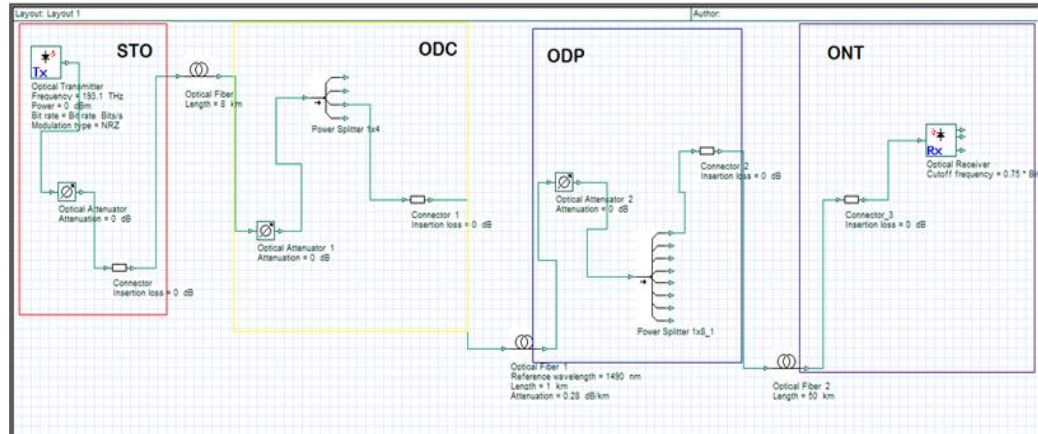 Layout: Layout 1
Author:
STO
Tx
Optical Transmitter
Frequency = 193.1 THz
Power = 0 dBm
Bit rate = Bit rate Bits/s
Modulation type = NRZ
Optical Attenuator
Attenuation = 0 dB
Connector
Insertion loss = 0 dB
Optical Fiber
Length = 8 km
ODC
Power Splitter 1x4
Connector 1
Insertion loss = 0 dB
Optical Attenuator 1
Attenuation = 0 dB
Optical Fiber 1
Reference wavelength = 1490 nm
Length = 1 km
Attenuation = 0.28 dB/km
ODP
Optical Attenuator 2
Attenuation = 0 dB
Connector_2
Insertion loss = 0 dB
Power Splitter 1x8_1
Optical Fiber 2
Length = 50 km
ONT
Rx
Optical Receiver
Cutoff frequency = 0.75 *
Connector_3
Insertion loss = 0 dB